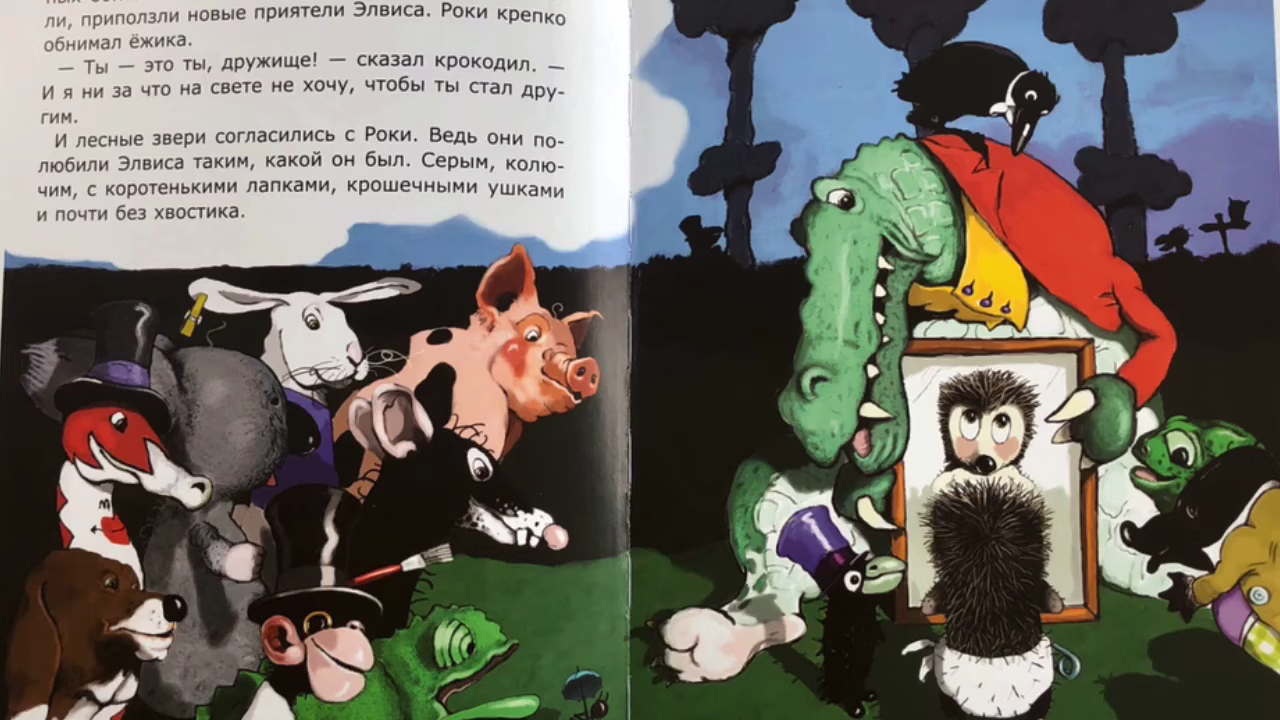 ли, приползли новые приятели Элвиса. Роки крепко
обнимал ёжика.
— Ты — это ты, дружище! — сказал крокодил. —
И я ни за что на свете не хочу, чтобы ты стал дру-
гим.
И лесные звери согласились с Роки. Ведь они по-
любили Элвиса таким, какой он был. Серым, колю-
чим, с коротенькими лапками, крошечными ушками
и почти без хвостика.